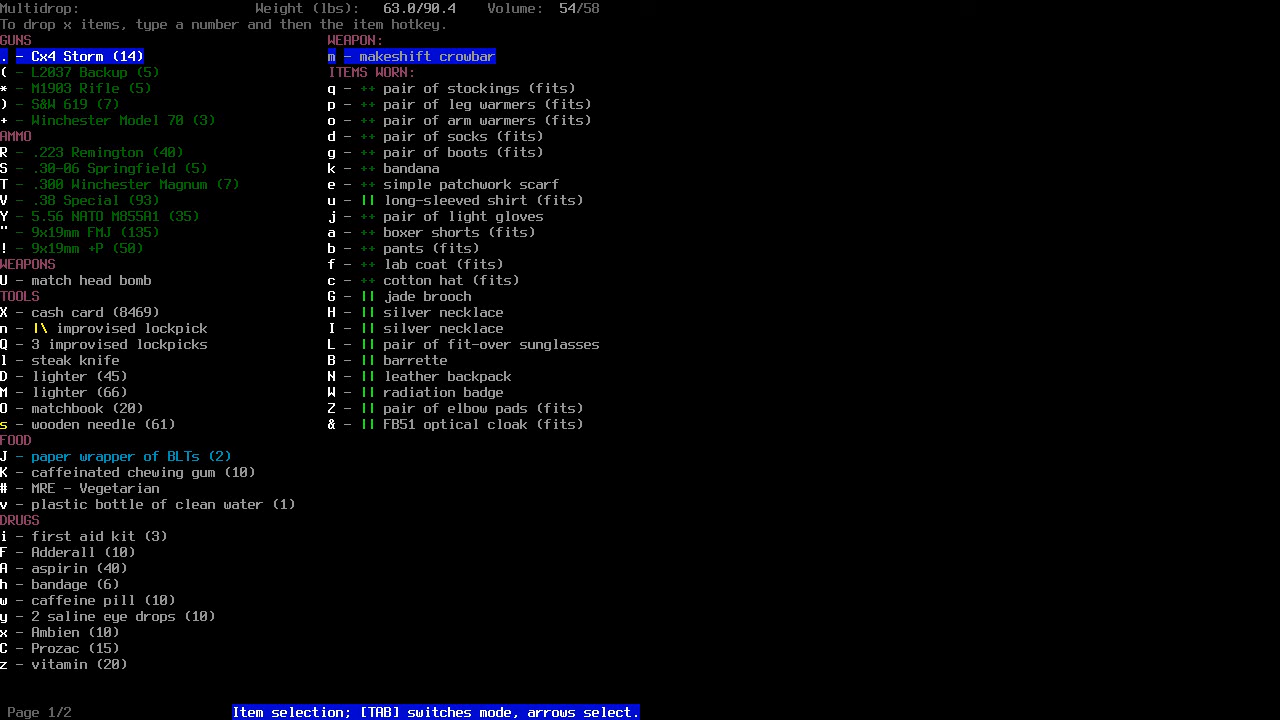 Multidrop: Weight (lbs): 63.0/90.4 Volume: 54/58
To drop x items, type a number and then the item hotkey.
GUNS
. - Cx4 Storm (14)
( - L2037 Backup (5)
* - M1903 Rifle (5)
) - S&W 619 (7)
+ - Winchester Model 70 (3)
AMMO
R - .223 Remington (40)
S - .30-06 Springfield (5)
T - .300 Winchester Magnum (7)
V - .38 Special (93)
Y - 5.56 NATO M855A1 (35)
" - 9x19mm FMJ (135)
! - 9x19mm +P (50)
WEAPONS
U - match head bomb
TOOLS
X - cash card (8469)
n - |\ improvised lockpick
Q - 3 improvised lockpicks
l - steak knife
D - lighter (45)
M - lighter (66)
O - matchbook (20)
s - wooden needle (61)
FOOD
J - paper wrapper of BLTs (2)
K - caffeinated chewing gum (10)
# - MRE - Vegetarian
v - plastic bottle of clean water (1)
DRUGS
i - first aid kit (3)
F - Adderall (10)
A - aspirin (40)
h - bandage (6)
w - caffeine pill (10)
y - 2 saline eye drops (10)
x - Ambien (10)
C - Prozac (15)
z - vitamin (20)
WEAPON:
m - makeshift crowbar
ITEMS WORN:
q - ++ pair of stockings (fits)
p - ++ pair of leg warmers (fits)
o - ++ pair of arm warmers (fits)
d - ++ pair of socks (fits)
g - ++ pair of boots (fits)
k - ++ bandana
e - ++ simple patchwork scarf
u - || long-sleeved shirt (fits)
j - ++ pair of light gloves
a - ++ boxer shorts (fits)
b - ++ pants (fits)
f - ++ lab coat (fits)
c - ++ cotton hat (fits)
G - || jade brooch
H - || silver necklace
I - || silver necklace
L - || pair of fit-over sunglasses
B - || barrette
N - || leather backpack
W - || radiation badge
Z - || pair of elbow pads (fits)
& - || FB51 optical cloak (fits)
Page 1/2 Item selection; [TAB] switches mode, arrows select.